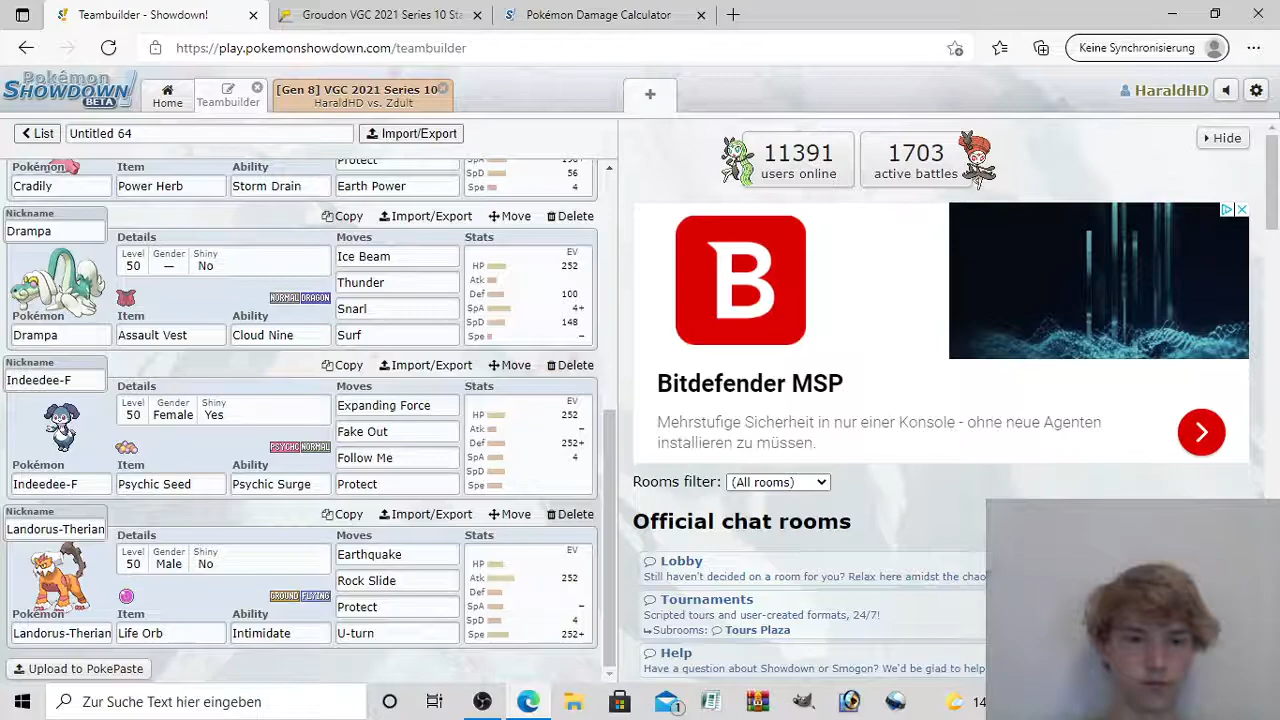 Teambuilder - Showdown!
Groudon VGC 2021 Series 10 Sta
Pokémon Damage Calculator
https://play.pokemonshowdown.com/teambuilder
Keine Synchronisierung
Pokémon
SHOWDOWN
BETA
Home
Teambuilder
[Gen 8] VGC 2021 Series 10
HaraldHD vs. Zdult
HaraldHD
List
Untitled 64
Import/Export
Hide
11391
users online
1703
active battles
Pokémon Item Ability Protect
SpD 56
Cradily Power Herb Storm Drain Earth Power Spe 4
Nickname Copy Import/Export Move Delete
Drampa
Details Moves Stats
Level Gender Shiny
50 — No
Ice Beam
Thunder
Snarl
Surf
EV
HP 252
Atk
Def 100
SpA 4+
SpD 148
Spe –
NORMAL DRAGON
Pokémon Item Ability
Drampa Assault Vest Cloud Nine
Nickname Copy Import/Export Move Delete
Indeedee-F
Details Moves Stats
Level Gender Shiny
50 Female Yes
Expanding Force
Fake Out
Follow Me
Protect
EV
HP 252
Atk –
Def 252+
SpA 4
SpD
Spe
PSYCHIC NORMAL
Pokémon Item Ability
Indeedee-F Psychic Seed Psychic Surge
Nickname Copy Import/Export Move Delete
Landorus-Therian
Details Moves Stats
Level Gender Shiny
50 Male No
Earthquake
Rock Slide
Protect
U-turn
EV
HP
Atk 252
Def
SpA –
SpD 4
Spe 252+
GROUND FLYING
Pokémon Item Ability
Landorus-Therian Life Orb Intimidate
Upload to PokePaste
B
Bitdefender MSP
Mehrstufige Sicherheit in nur einer Konsole - ohne neue Agenten
installieren zu müssen.
Rooms filter: (All rooms)
Official chat rooms
Lobby
Still haven't decided on a room for you? Relax here amidst the chao
Tournaments
Scripted tours and user-created formats, 24/7!
Subrooms: Tours Plaza
Help
Have a question about Showdown or Smogon? We'd be glad to help
Zur Suche Text hier eingeben
1
14